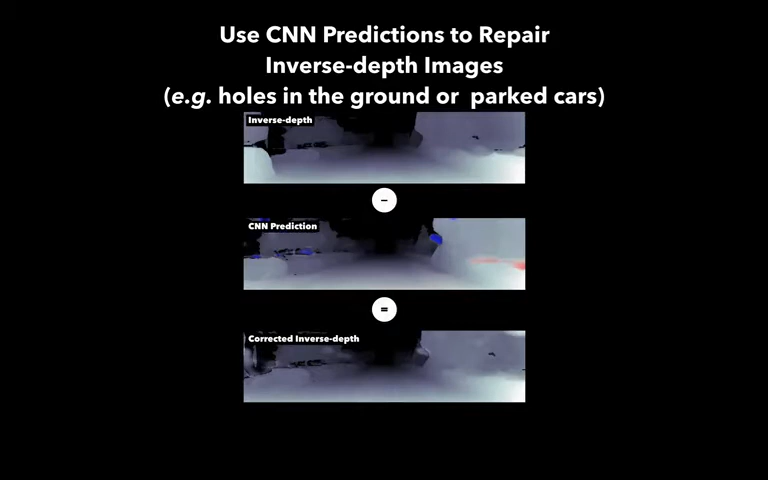 Use CNN Predictions to Repair
Inverse-depth Images
(e.g. holes in the ground or parked cars)
Inverse-depth
–
CNN Prediction
=
Corrected Inverse-depth